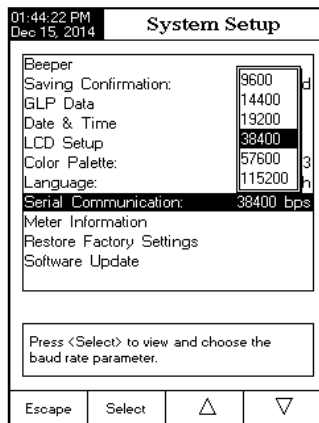 01:44:22 PM
Dec 15, 2014
System Setup
Beeper
Saving Confirmation: d
GLP Data
Date & Time
LCD Setup
Color Palette: 3
Language: h
Serial Communication: 38400 bps
Meter Information
Restore Factory Settings
Software Update
9600
14400
19200
38400
57600
115200
Press <Select> to view and choose the
baud rate parameter.
Escape
Select